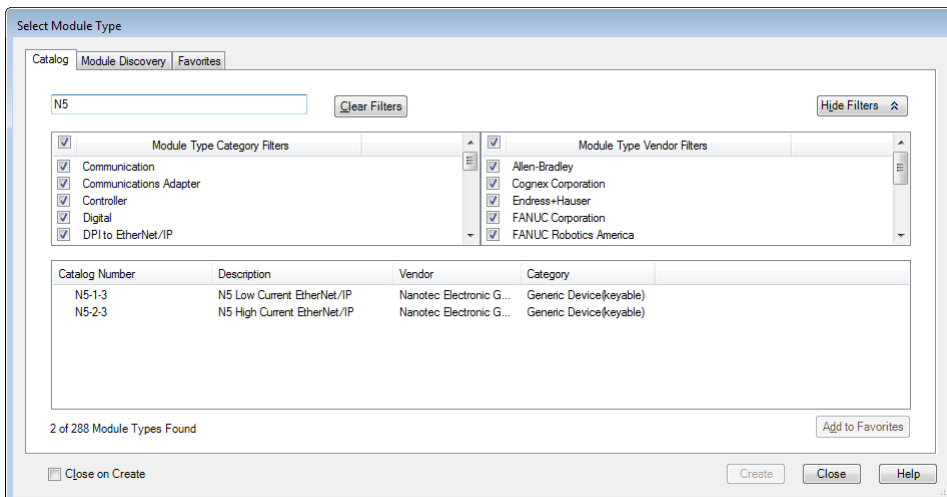 Select Module Type
Catalog Module Discovery Favorites
N5 Clear Filters Hide Filters
Module Type Category Filters Module Type Vendor Filters
Communication Allen-Bradley
Communications Adapter Cognex Corporation
Controller Endress+Hauser
Digital FANUC Corporation
DPI to EtherNet/IP FANUC Robotics America
Catalog Number Description Vendor Category
N5-1-3 N5 Low Current EtherNet/IP Nanotec Electronic G... Generic Device(keyable)
N5-2-3 N5 High Current EtherNet/IP Nanotec Electronic G... Generic Device(keyable)
2 of 288 Module Types Found Add to Favorites
Close on Create Create Close Help